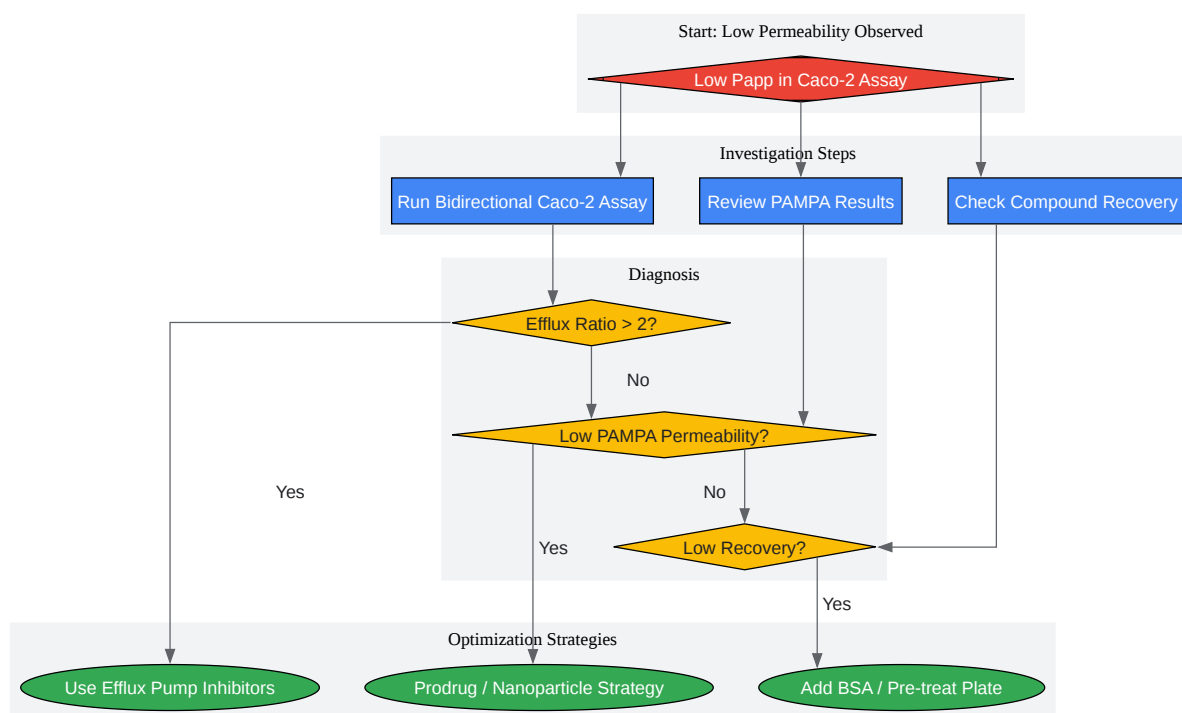 Start: Low Permeability Observed
Low Papp in Caco-2 Assay
Investigation Steps
Run Bidirectional Caco-2 Assay
Review PAMPA Results
Check Compound Recovery
Diagnosis
Efflux Ratio > 2?
No
Low PAMPA Permeability?
Yes
No
Low Recovery?
Yes
Yes
Optimization Strategies
Use Efflux Pump Inhibitors
Prodrug / Nanoparticle Strategy
Add BSA / Pre-treat Plate